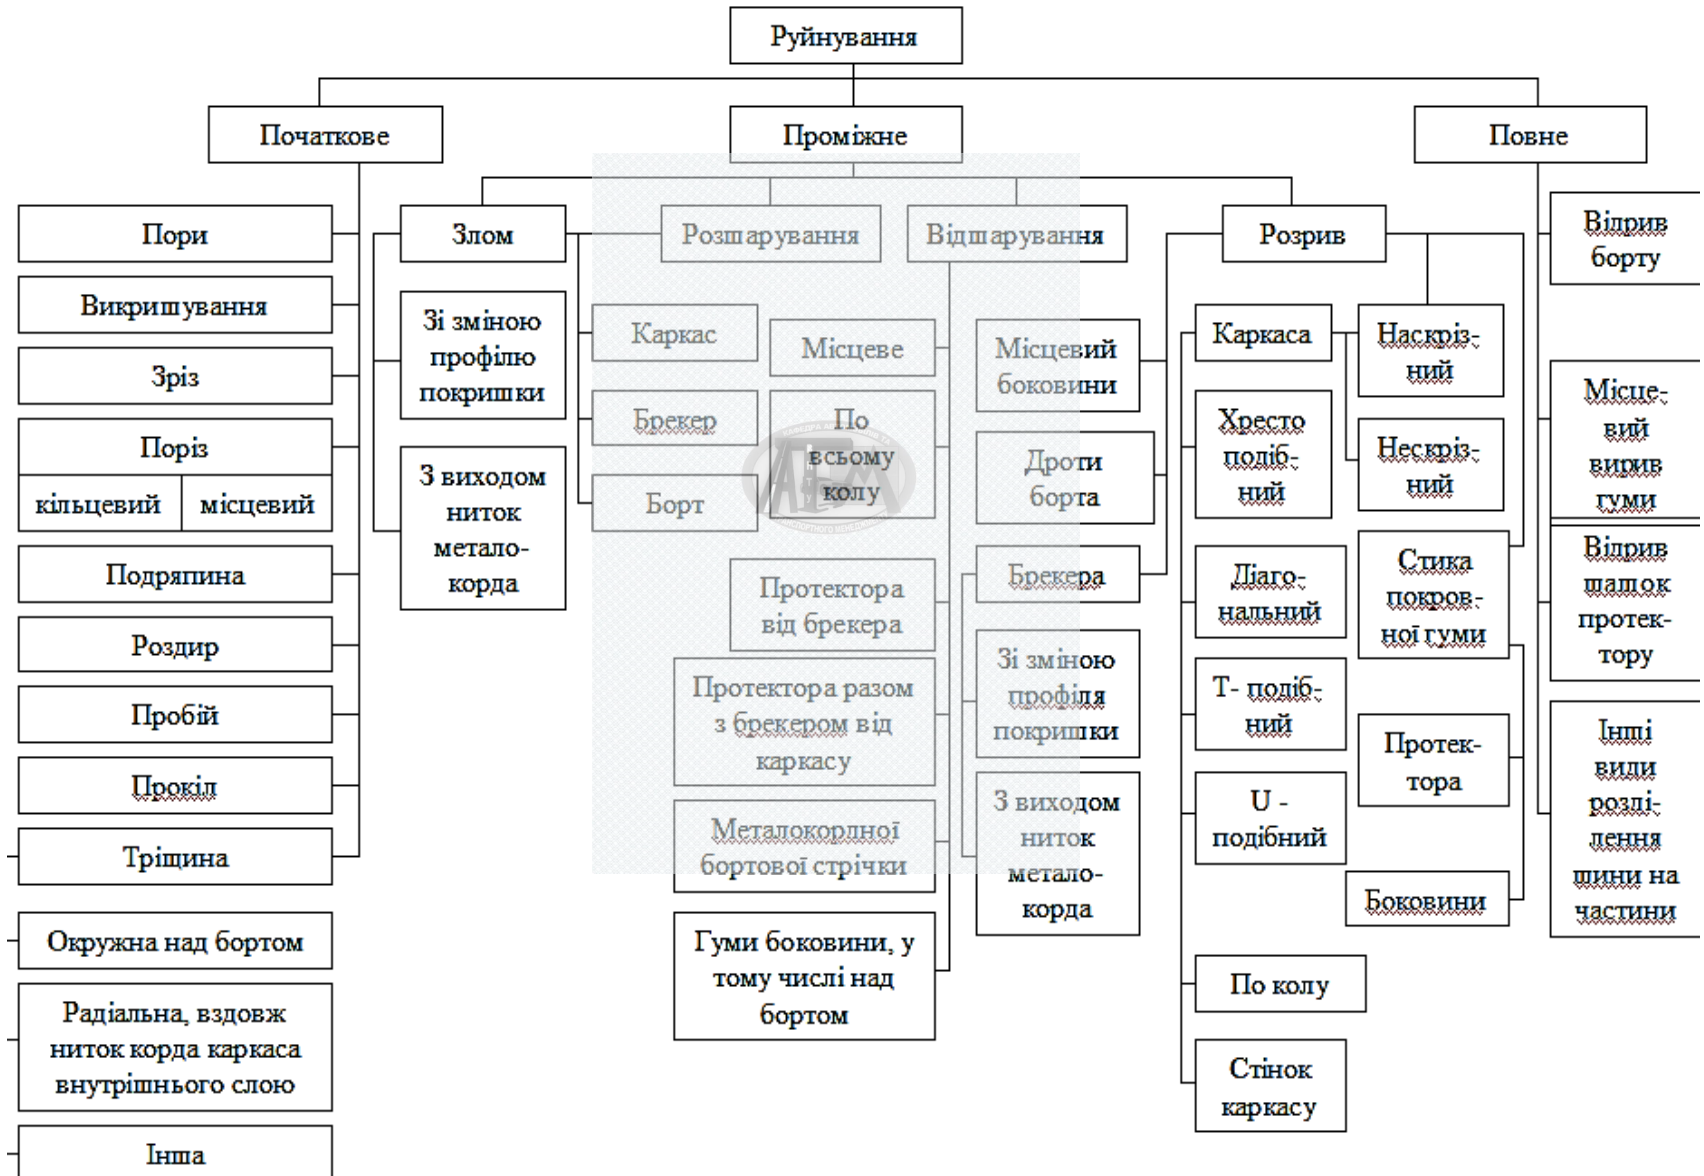 Руйнування
Початкове
Проміжне
Повне
Пори
Викришування
Зріз
Поріз
кільцевий
місцевий
Подряпина
Роздир
Пробій
Прокіл
Тріщина
Окружна над бортом
Радіальна, вздовж
ниток корда каркаса
внутрішнього слою
Інша
Злом
Зі зміною
профілю
покришки
З виходом
ниток
метало-
корда
Розшарування
Каркас
Брекер
Борт
Відшарування
Місцеве
По
всьому
колу
Протектора
від брекера
Протектора разом
з брекером від
каркасу
Металокордної
бортової стрічки
Гуми боковини, у
тому числі над
бортом
Розрив
Місцевий
боковини
Дроти
борта
Брекера
Зі зміною
профіля
покришки
З виходом
ниток
метало-
корда
Каркаса
Хресто
подіб-
ний
Діаго-
нальний
Т- подіб-
ний
U -
подібний
По колу
Стінок
каркасу
Наскріз-
ний
Нескріз-
ний
Стика
покров-
ної гуми
Протек-
тора
Боковини
Відрив
борту
Місце-
вий
вирив
гуми
Відрив
шашок
протек-
тору
Інші
види
розді-
лення
шини на
частини